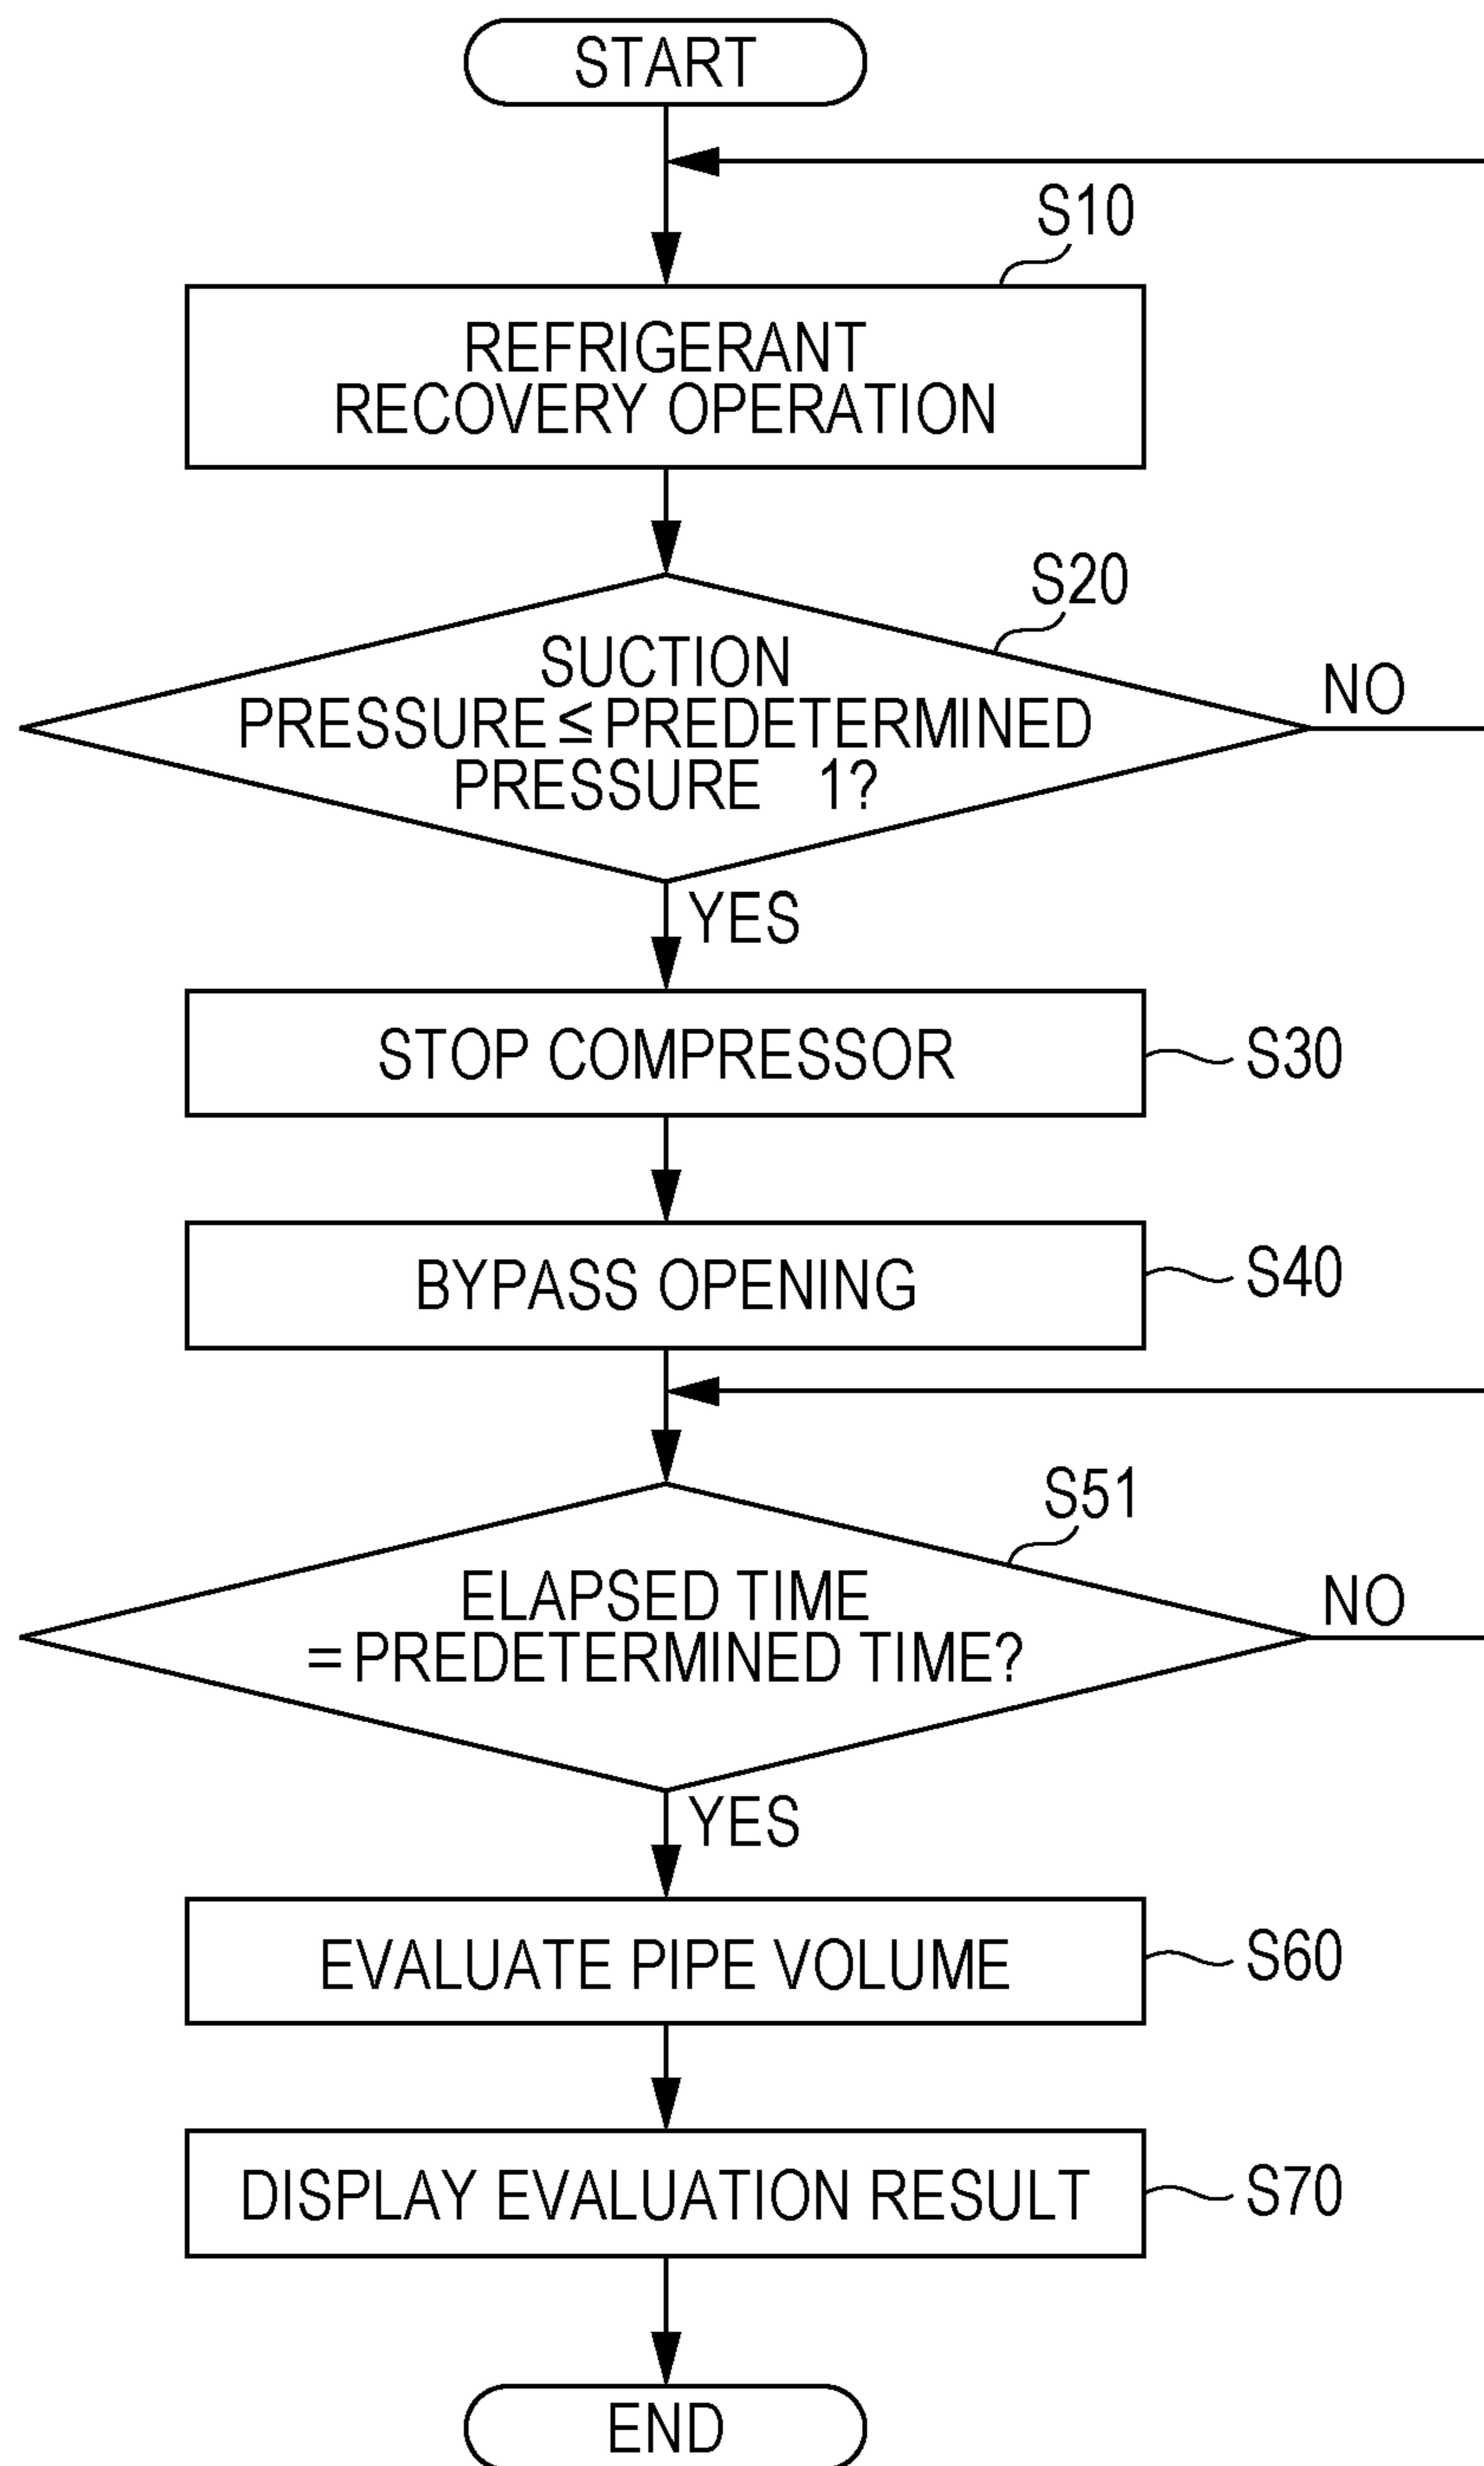 START
S10
REFRIGERANT
RECOVERY OPERATION
S20
SUCTION
PRESSURE ≤ PREDETERMINED
PRESSURE 1?
NO
YES
STOP COMPRESSOR
S30
BYPASS OPENING
S40
S51
ELAPSED TIME
= PREDETERMINED TIME?
NO
YES
EVALUATE PIPE VOLUME
S60
DISPLAY EVALUATION RESULT
S70
END